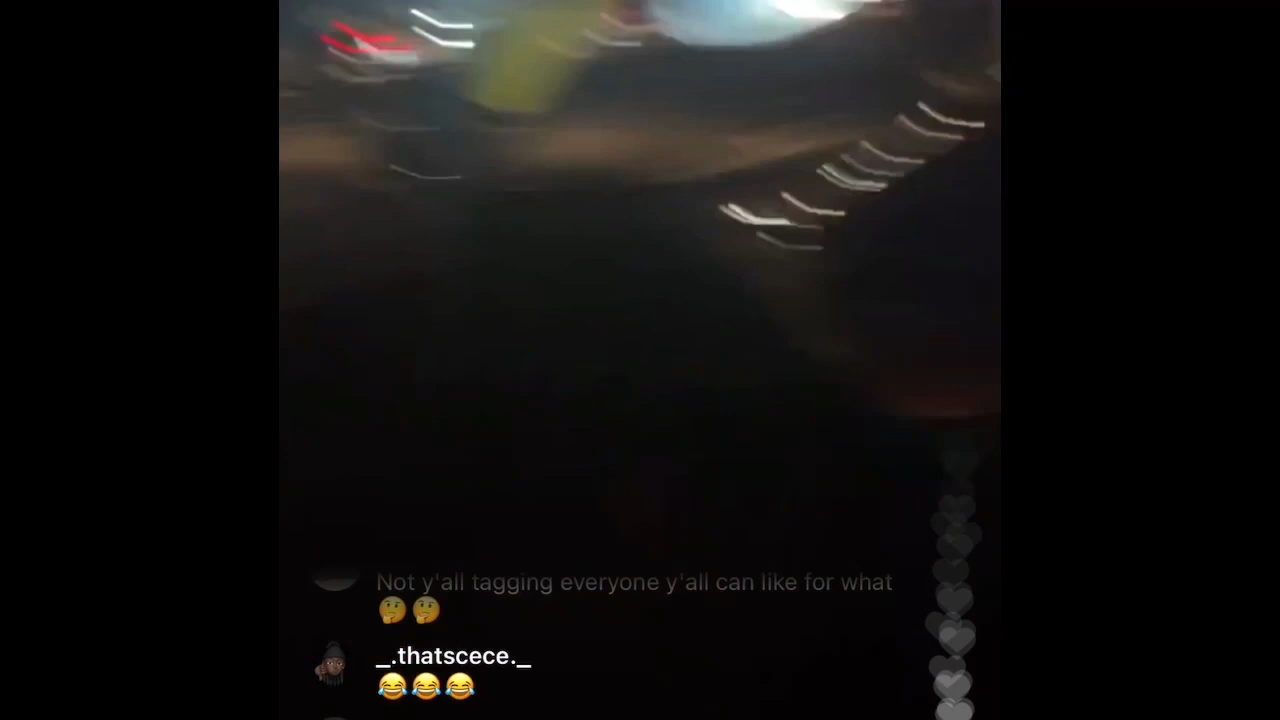 Not y'all tagging everyone y'all can like for what
🤔🤔
_.thatscece._
😂😂😂